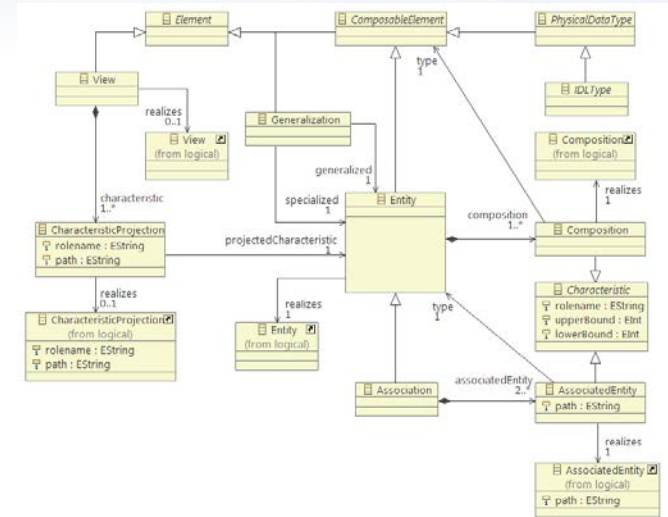 Element
ComposableElement
PhysicalDataType
View
type
1
IDLType
realizes
0..1
Generalization
View
(from logical)
Composition
(from logical)
generalized
1
characteristic
1..*
specialized
1
Entity
realizes
1
composition
1..*
CharacteristicProjection
rolename : EString
path : EString
projectedCharacteristic
1
Composition
realizes
0..1
Characteristic
rolename : EString
upperBound : EInt
lowerBound : EInt
realizes
1
type
1
CharacteristicProjection
(from logical)
rolename : EString
path : EString
Entity
(from logical)
associatedEntity
2..*
Association
AssociatedEntity
path : EString
realizes
1
AssociatedEntity
(from logical)
path : EString